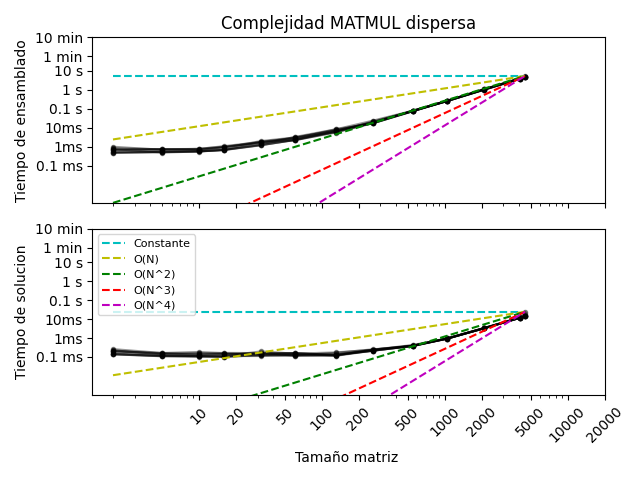 Complejidad MATMUL dispersa
Tiempo de ensamblado
10 min
1 min
10 s
1 s
0.1 s
10ms
1ms
0.1 ms
Tiempo de solucion
10 min
1 min
10 s
1 s
0.1 s
10ms
1ms
0.1 ms
Constante
O(N)
O(N^2)
O(N^3)
O(N^4)
10
20
50
100
200
500
1000
2000
5000
10000
20000
Tamaño matriz